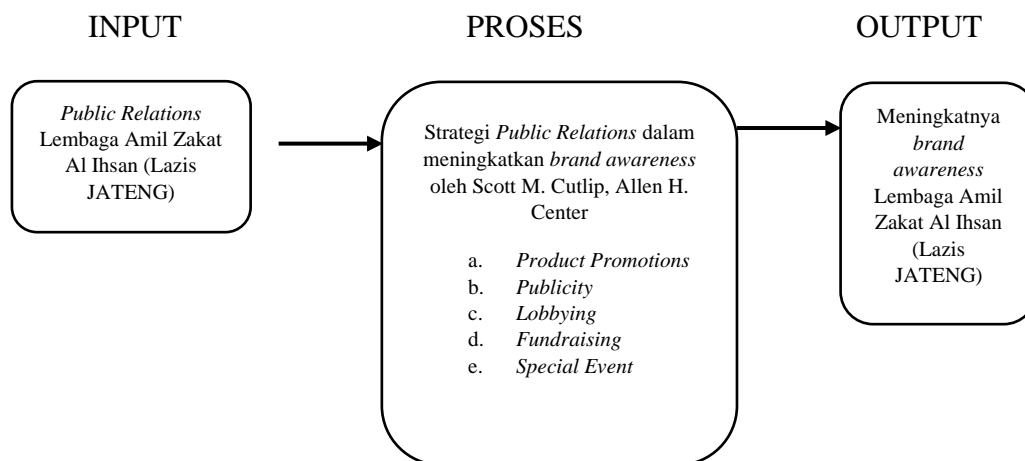 INPUT
PROSES
OUTPUT
Public Relations
Lembaga Amil Zakat
Al Ihsan (Lazis
JATENG)
Strategi Public Relations dalam
meningkatkan brand awareness
oleh Scott M. Cutlip, Allen H.
Center
a. Product Promotions
b. Publicity
c. Lobbying
d. Fundraising
e. Special Event
Meningkatnya
brand
awareness
Lembaga Amil
Zakat Al Ihsan
(Lazis
JATENG)